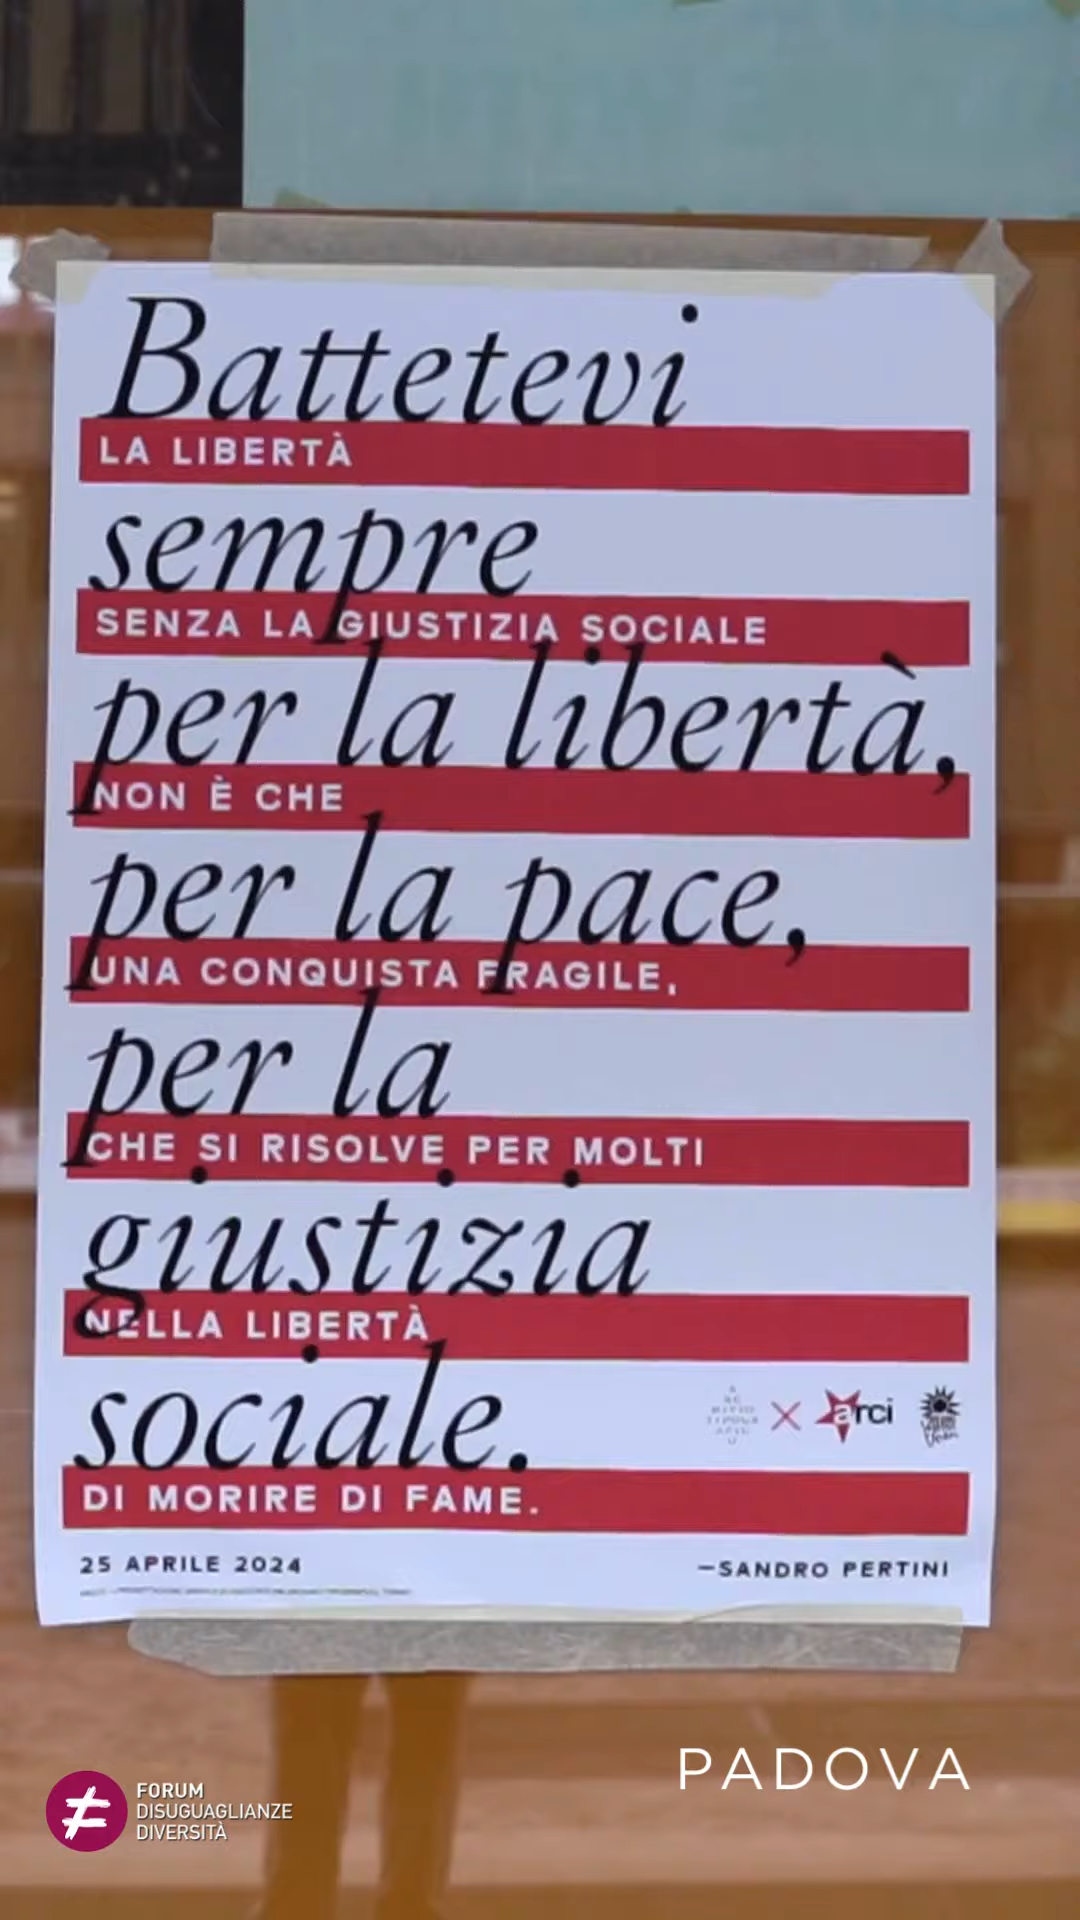 Battetevi
LA LIBERTÀ
sempre
SENZA LA GIUSTIZIA SOCIALE
per la libertà,
NON È CHE
per la pace,
UNA CONQUISTA FRAGILE,
per la
CHE SI RISOLVE PER MOLTI
giustizia
NELLA LIBERTÀ
sociale.
arci
DI MORIRE DI FAME.
25 APRILE 2024
—SANDRO PERTINI
PADOVA
FORUM
DISUGUAGLIANZE
DIVERSITÀ